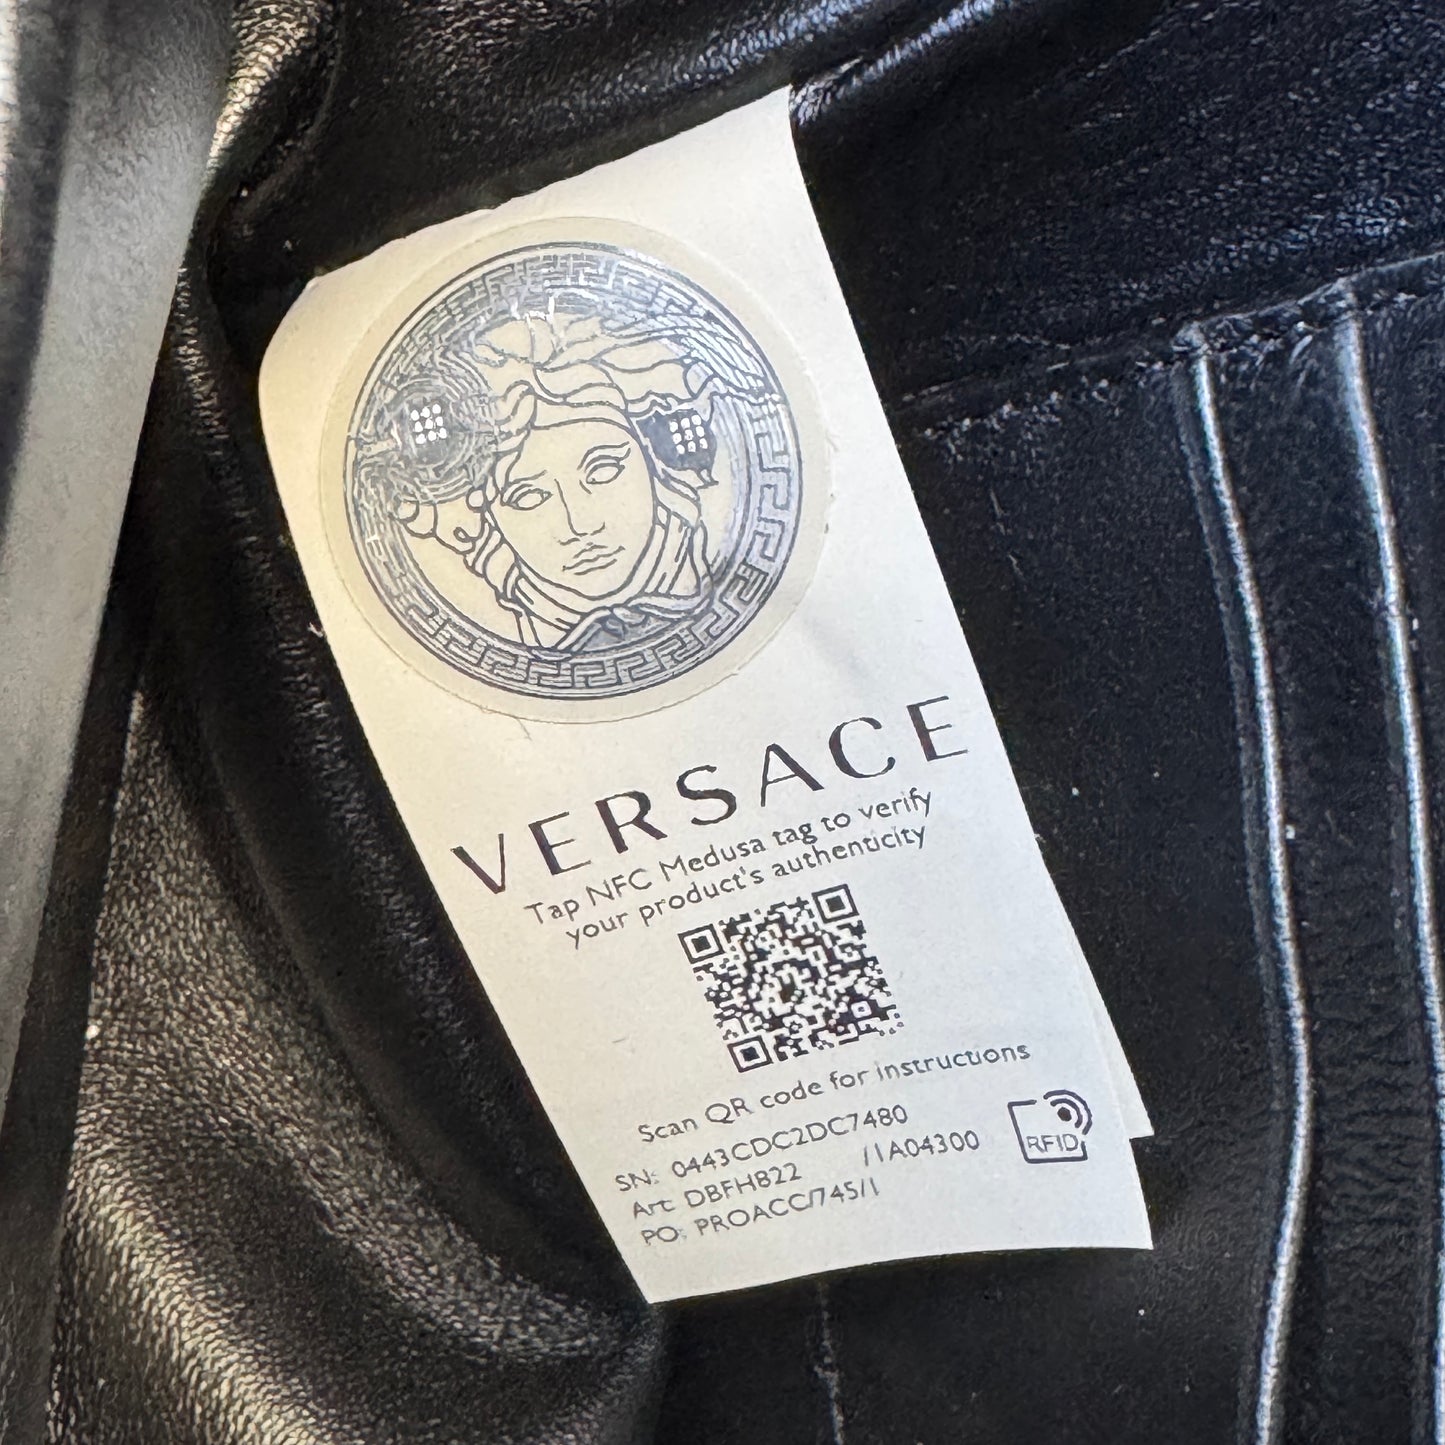 VERSACE
Tap NFC Medusa tag to verify
your product's authenticity
Scan QR code for instructions
SN: 0443CDC2DC7480
Art: DBFHB22 /1A04300
PO: PROACC/745/1
RFID